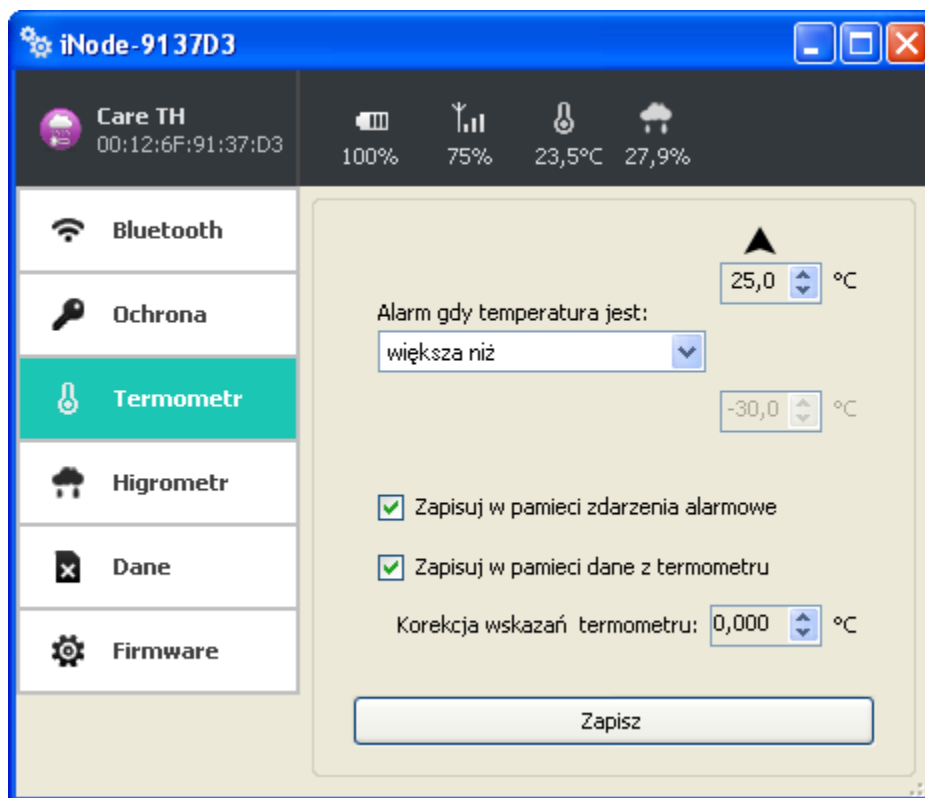 iNode-9137D3
Care TH
00:12:6F:91:37:D3
100% 75% 23,5°C 27,9%
Bluetooth
Ochrona
Termometr
Higrometr
Dane
Firmware
25,0 °C
Alarm gdy temperatura jest:
większa niż
-30,0 °C
Zapisuj w pamieci zdarzenia alarmowe
Zapisuj w pamieci dane z termometru
Korekcja wskazań termometru: 0,000 °C
Zapisz